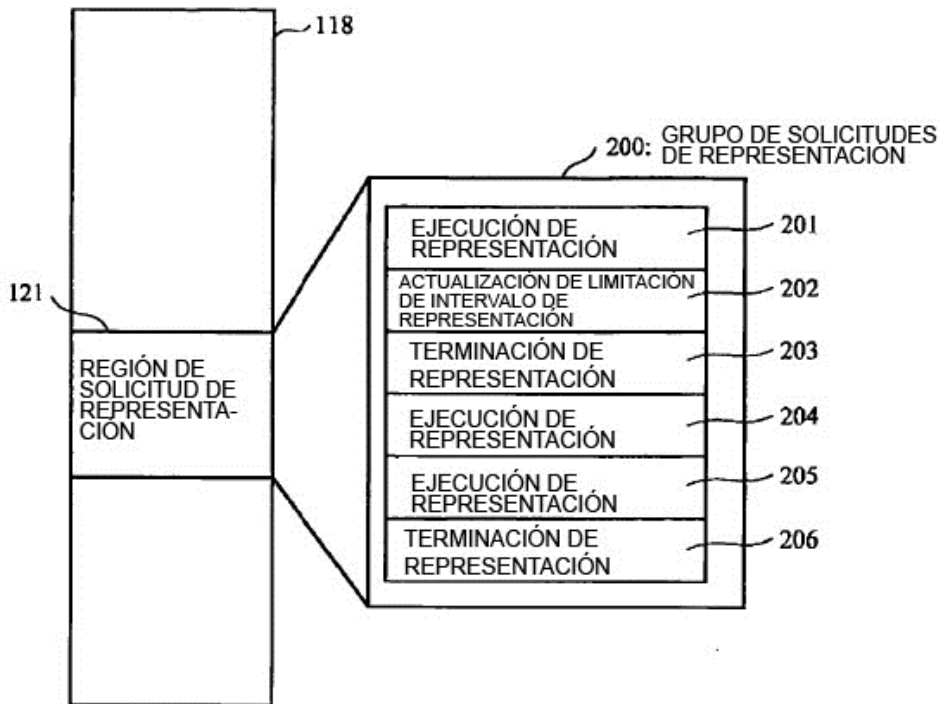 118
200: GRUPO DE SOLICITUDES
DE REPRESENTACIÓN
EJECUCIÓN DE
REPRESENTACIÓN
201
ACTUALIZACIÓN DE LIMITACIÓN
DE INTERVALO DE
REPRESENTACIÓN
202
121
TERMINACIÓN DE
REPRESENTACIÓN
203
REGIÓN DE
SOLICITUD DE
REPRESENTA-
CIÓN
EJECUCIÓN DE
REPRESENTACIÓN
204
EJECUCIÓN DE
REPRESENTACIÓN
205
TERMINACIÓN DE
REPRESENTACIÓN
206